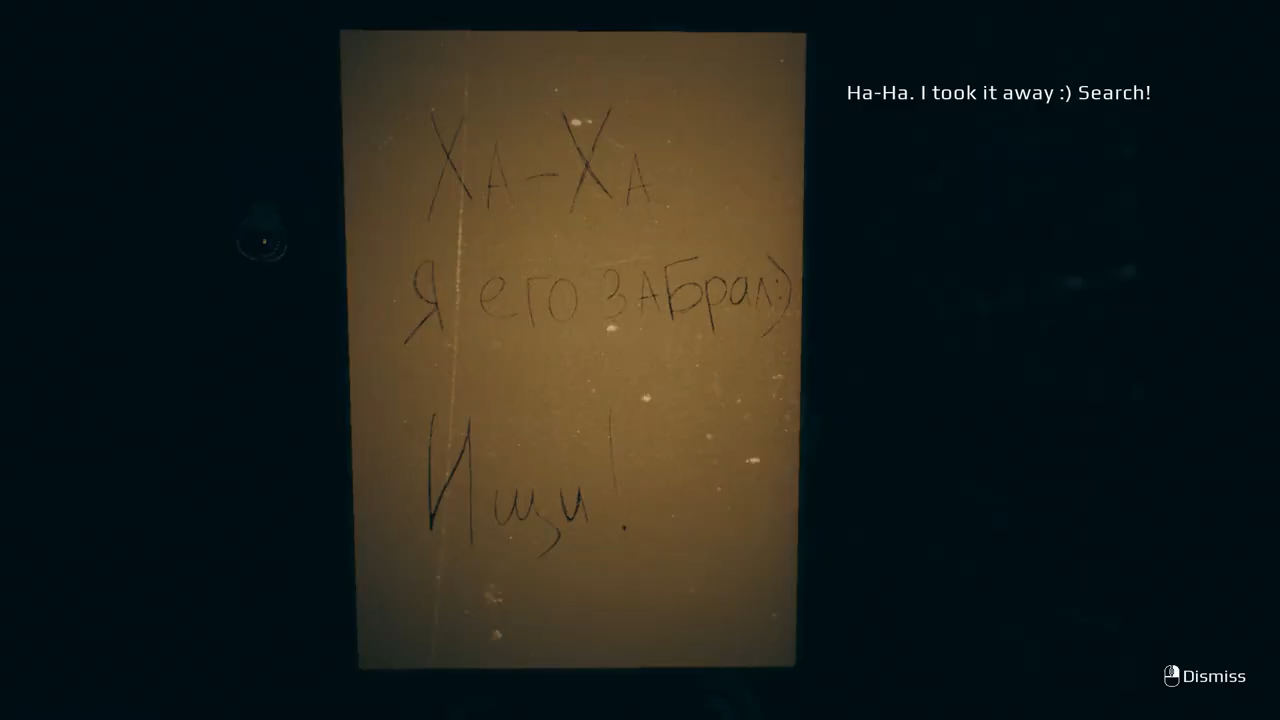 Ха-Ха
Я его забрал:)
Ищи!
Ha-Ha. I took it away :) Search!
Dismiss